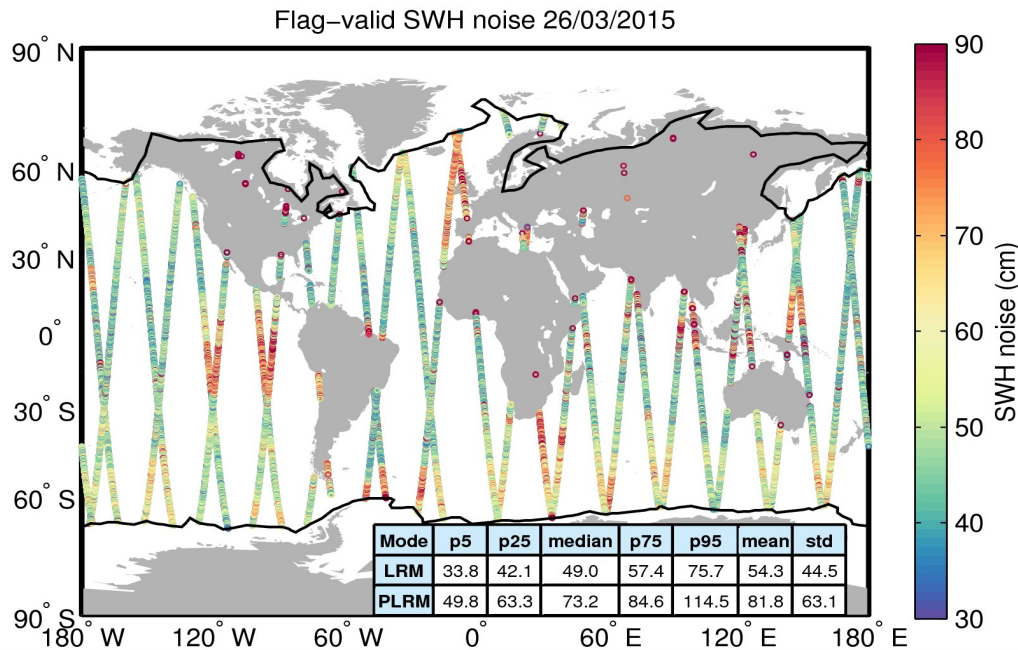 Flag−valid SWH noise 26/03/2015
90° N
60° N
30° N
0°
30° S
60° S
90° S
180° W
120° W
60° W
0°
60° E
120° E
180° E
90
80
70
60
50
40
30
SWH noise (cm)
Mode p5 p25 median p75 p95 mean std
LRM 33.8 42.1 49.0 57.4 75.7 54.3 44.5
PLRM 49.8 63.3 73.2 84.6 114.5 81.8 63.1